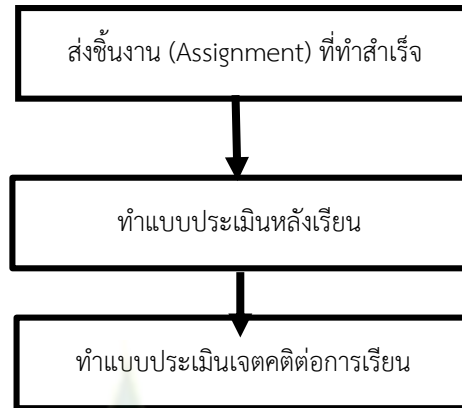 ส่งชิ้นงาน (Assignment) ที่ทำสำเร็จ
ทำแบบประเมินหลังเรียน
ทำแบบประเมินเจตคติต่อการเรียน